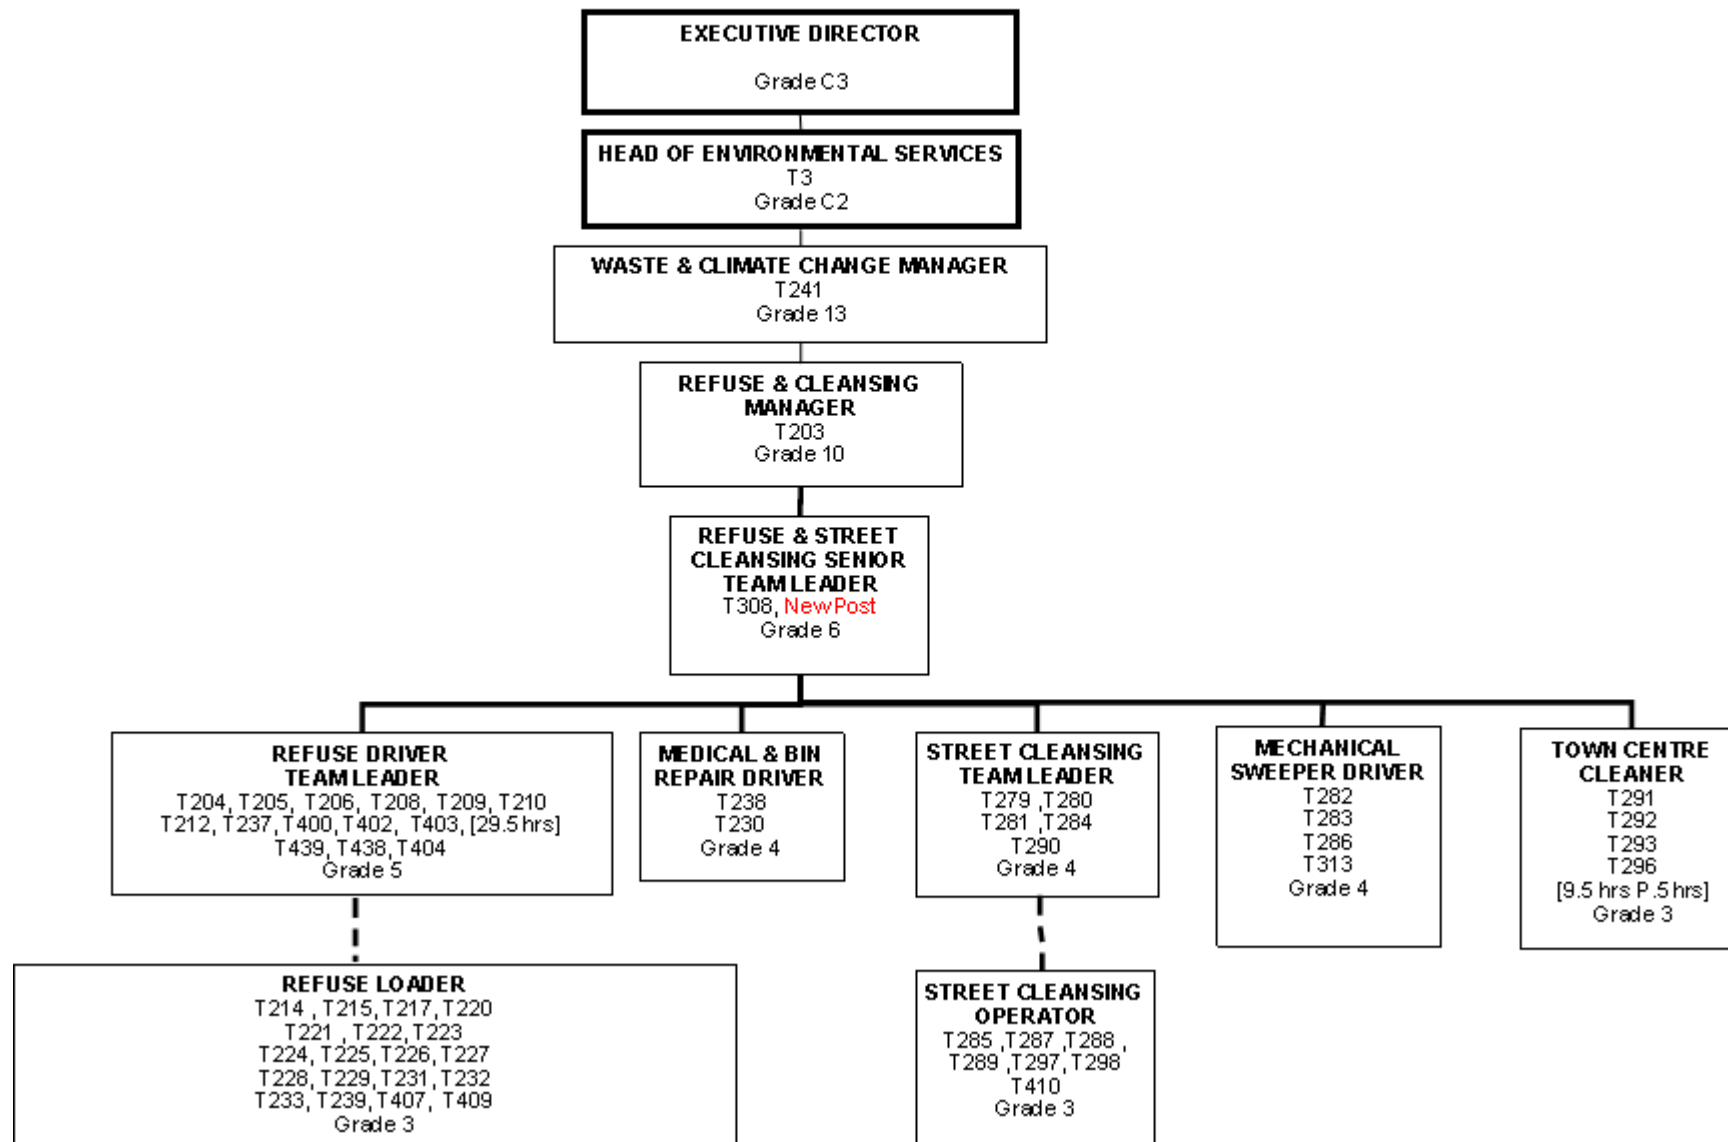 EXECUTIVE DIRECTOR
Grade C3
HEAD OF ENVIRONMENTAL SERVICES
T3
Grade C2
WASTE & CLIMATE CHANGE MANAGER
T241
Grade 13
REFUSE & CLEANSING
MANAGER
T203
Grade 10
REFUSE & STREET
CLEANSING SENIOR
TEAM LEADER
T308, New Post
Grade 6
REFUSE DRIVER
TEAM LEADER
T204, T205, T206, T208, T209, T210
T212, T237, T400, T402, T403, [29.5 hrs]
T439, T438, T404
Grade 5
MEDICAL & BIN
REPAIR DRIVER
T238
T230
Grade 4
STREET CLEANSING
TEAM LEADER
T279 ,T280
T281 ,T284
T290
Grade 4
MECHANICAL
SWEEPER DRIVER
T282
T283
T286
T313
Grade 4
TOWN CENTRE
CLEANER
T291
T292
T293
T296
[9.5 hrs P.5 hrs]
Grade 3
REFUSE LOADER
T214 , T215, T217, T220
T221 , T222, T223
T224, T225, T226, T227
T228, T229, T231, T232
T233, T239, T407, T409
Grade 3
STREET CLEANSING
OPERATOR
T285 ,T287 ,T288 ,
T289 ,T297, T298
T410
Grade 3